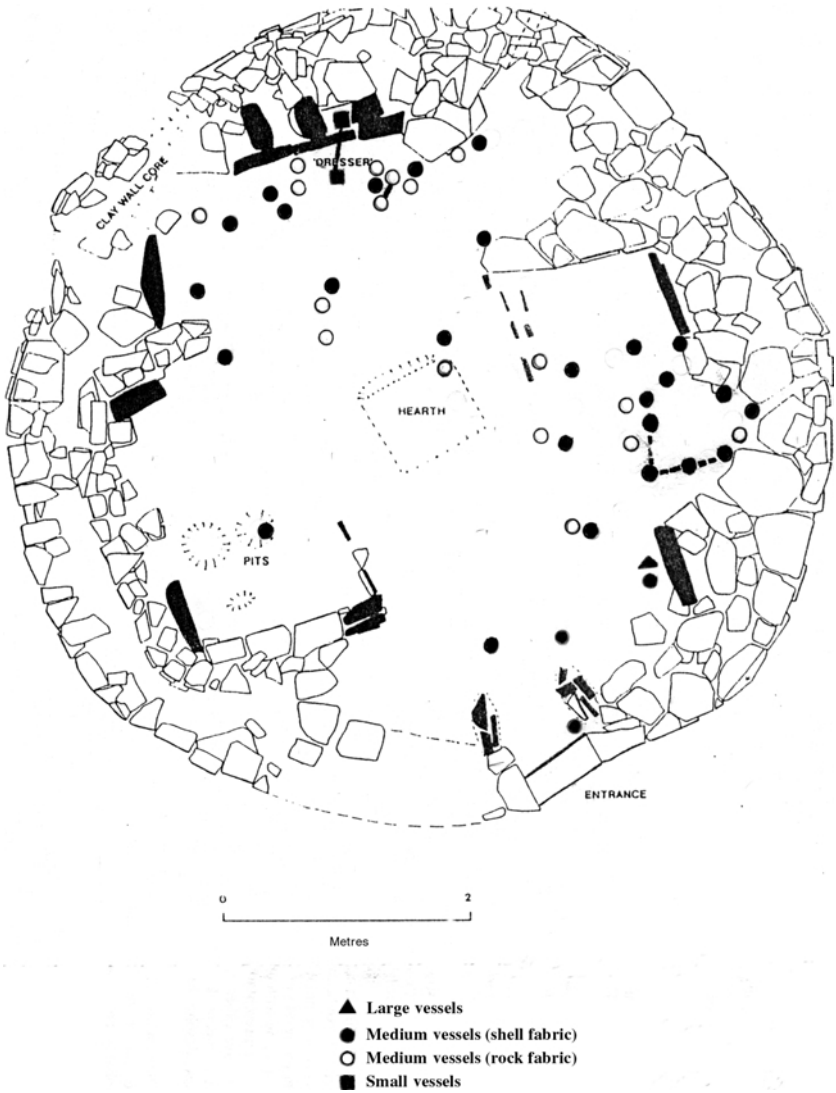 'DRESSER'
CLAY WALL CORE
HEARTH
PITS
ENTRANCE
0 2
Metres
Large vessels
Medium vessels (shell fabric)
Medium vessels (rock fabric)
Small vessels